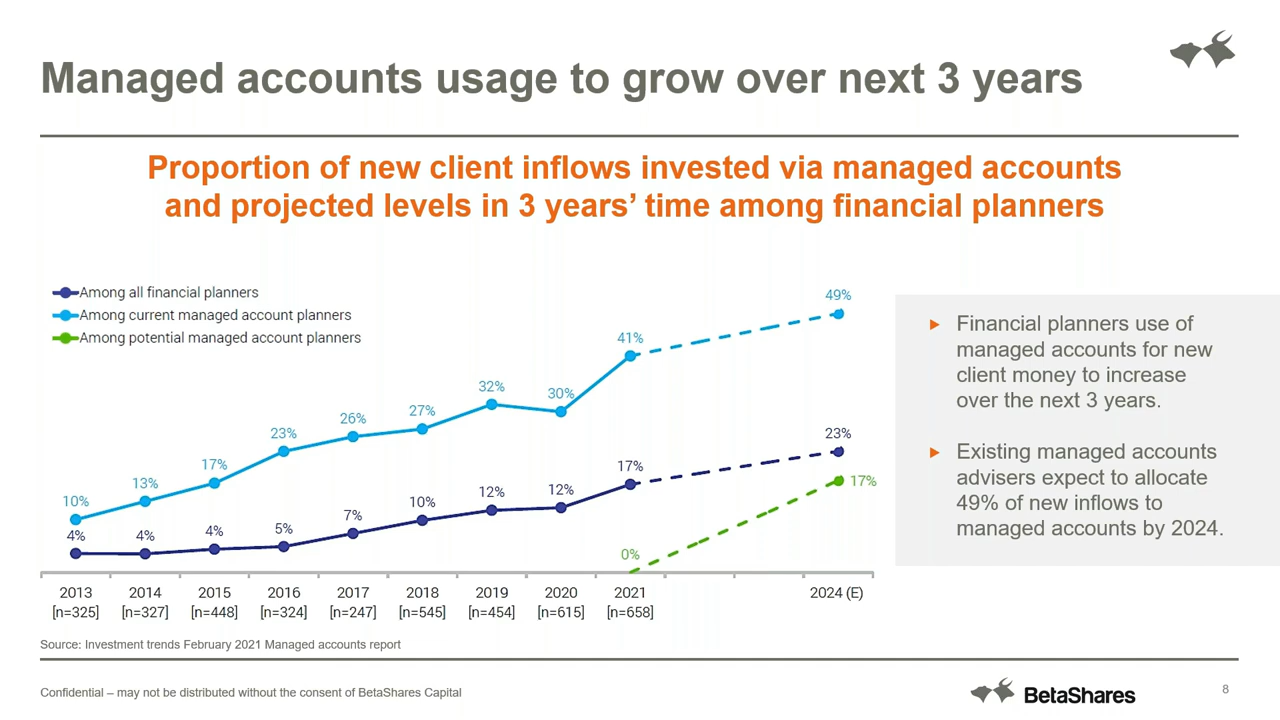 Managed accounts usage to grow over next 3 years
Proportion of new client inflows invested via managed accounts
and projected levels in 3 years’ time among financial planners
Among all financial planners
Among current managed account planners
Among potential managed account planners
10% 13% 17% 23% 26% 27% 32% 30% 41% 49%
4% 4% 4% 5% 7% 10% 12% 12% 17% 23%
0% 17%
2013 2014 2015 2016 2017 2018 2019 2020 2021 2024 (E)
[n=325] [n=327] [n=448] [n=324] [n=247] [n=545] [n=454] [n=615] [n=658]
Financial planners use of
managed accounts for new
client money to increase
over the next 3 years.
Existing managed accounts
advisers expect to allocate
49% of new inflows to
managed accounts by 2024.
Source: Investment trends February 2021 Managed accounts report
Confidential – may not be distributed without the consent of BetaShares Capital
BetaShares
8